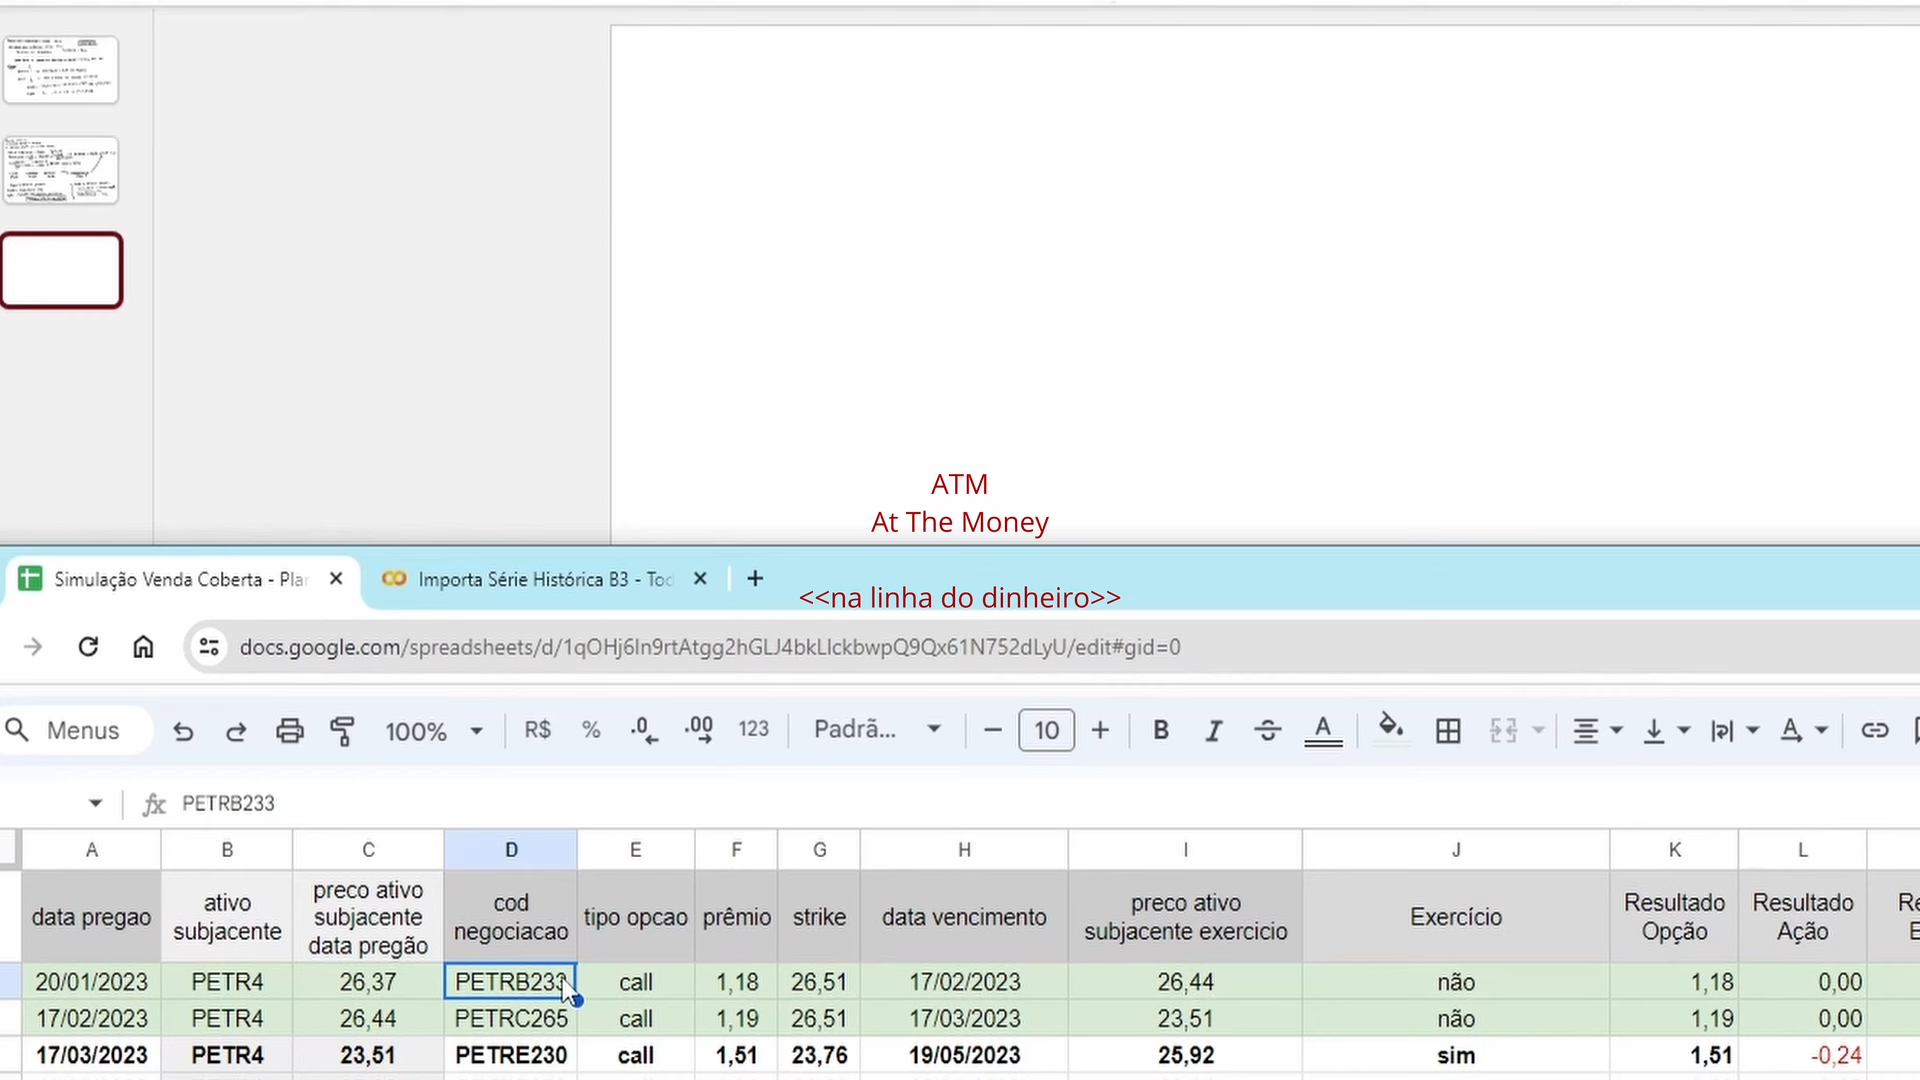 ATM
At The Money
Simulação Venda Coberta - Plan
Importa Série Histórica B3 - Tod
<<na linha do dinheiro>>
docs.google.com/spreadsheets/d/1qOHj6In9rtAtgg2hGLJ4bkLIckbwpQ9Qx61N752dLyU/edit#gid=0
Menus 100% R$ % .0 .00 123 Padrã... 10 B I A
fx PETRB233
A B C D E F G H I J K L
data pregao ativo subjacente preco ativo subjacente data pregão cod negociacao tipo opcao prêmio strike data vencimento preco ativo subjacente exercicio Exercício Resultado Opção Resultado Ação
20/01/2023 PETR4 26,37 PETRB233 call 1,18 26,51 17/02/2023 26,44 não 1,18 0,00
17/02/2023 PETR4 26,44 PETRC265 call 1,19 26,51 17/03/2023 23,51 não 1,19 0,00
17/03/2023 PETR4 23,51 PETRE230 call 1,51 23,76 19/05/2023 25,92 sim 1,51 -0,24